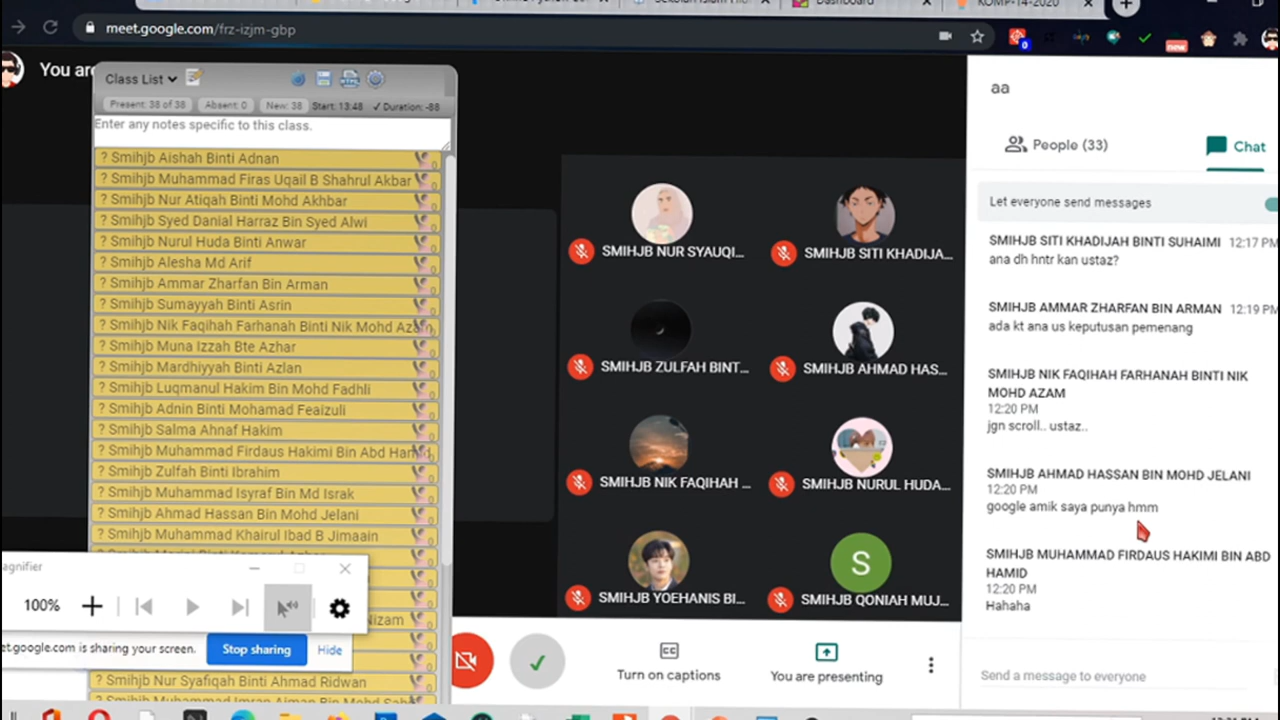 Dashboard
KOMP-14-2020
meet.google.com/frz-izjm-gbp
0
new
You are
Class List
Present: 38 of 38
Absent: 0
New: 38
Start: 13:48
✓ Duration: -88
Enter any notes specific to this class.
? Smihjb Aishah Binti Adnan
? Smihjb Muhammad Firas Uqail B Shahrul Akbar
? Smihjb Nur Atiqah Binti Mohd Akhbar
? Smihjb Syed Danial Harraz Bin Syed Alwi
? Smihjb Nurul Huda Binti Anwar
? Smihjb Alesha Md Arif
? Smihjb Ammar Zharfan Bin Arman
? Smihjb Sumayyah Binti Asrin
? Smihjb Nik Faqihah Farhanah Binti Nik Mohd Azam
? Smihjb Muna Izzah Bte Azhar
? Smihjb Mardhiyyah Binti Azlan
? Smihjb Luqmanul Hakim Bin Mohd Fadhli
? Smihjb Adnin Binti Mohamad Feaizuli
? Smihjb Salma Ahnaf Hakim
? Smihjb Muhammad Firdaus Hakimi Bin Abd Hamid
? Smihjb Zulfah Binti Ibrahim
? Smihjb Muhammad Isyraf Bin Md Israk
? Smihjb Ahmad Hassan Bin Mohd Jelani
? Smihjb Muhammad Khairul Ibad B Jimaain
Nizam
? Smihjb Nur Syafiqah Binti Ahmad Ridwan
agnifier
100%
et.google.com is sharing your screen.
Stop sharing
Hide
SMIHJB NUR SYAUQI...
SMIHJB SITI KHADIJA...
SMIHJB ZULFAH BINT...
SMIHJB AHMAD HAS...
SMIHJB NIK FAQIHAH ...
SMIHJB NURUL HUDA...
SMIHJB YOEHANIS BI...
S
SMIHJB QONIAH MUJ...
Turn on captions
You are presenting
aa
People (33)
Chat
Let everyone send messages
SMIHJB SITI KHADIJAH BINTI SUHAIMI 12:17 PM
ana dh hntr kan ustaz?
SMIHJB AMMAR ZHARFAN BIN ARMAN 12:19 PM
ada kt ana us keputusan pemenang
SMIHJB NIK FAQIHAH FARHANAH BINTI NIK
MOHD AZAM
12:20 PM
jgn scroll.. ustaz..
SMIHJB AHMAD HASSAN BIN MOHD JELANI
12:20 PM
google amik saya punya hmm
SMIHJB MUHAMMAD FIRDAUS HAKIMI BIN ABD
HAMID
12:20 PM
Hahaha
Send a message to everyone